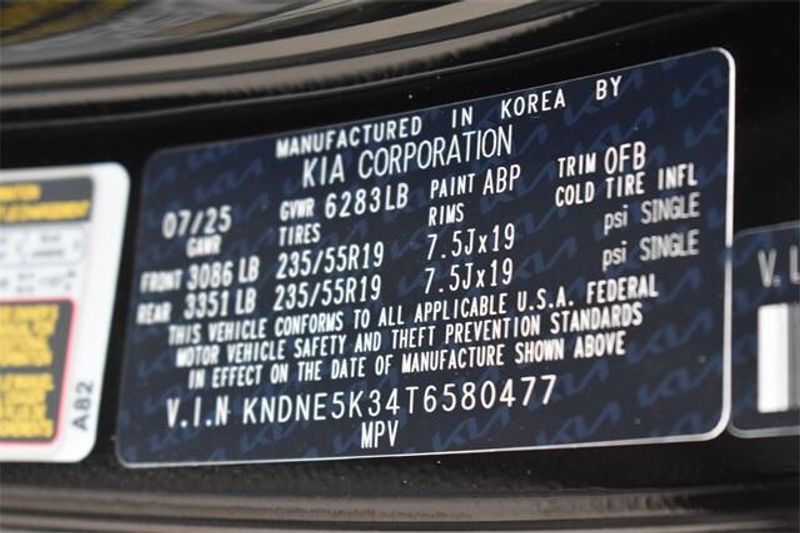 MANUFACTURED IN KOREA BY
KIA CORPORATION
07/25 GVWR 6283LB PAINT ABP TRIM OFB
GAWR TIRES RIMS COLD TIRE INFL
FRONT 3086 LB 235/55R19 7.5Jx19 psi SINGLE
REAR 3351 LB 235/55R19 7.5Jx19 psi SINGLE
THIS VEHICLE CONFORMS TO ALL APPLICABLE U.S.A. FEDERAL
MOTOR VEHICLE SAFETY AND THEFT PREVENTION STANDARDS
IN EFFECT ON THE DATE OF MANUFACTURE SHOWN ABOVE
V.I.N KNDNE5K34T6580477
MPV
A82
V.I